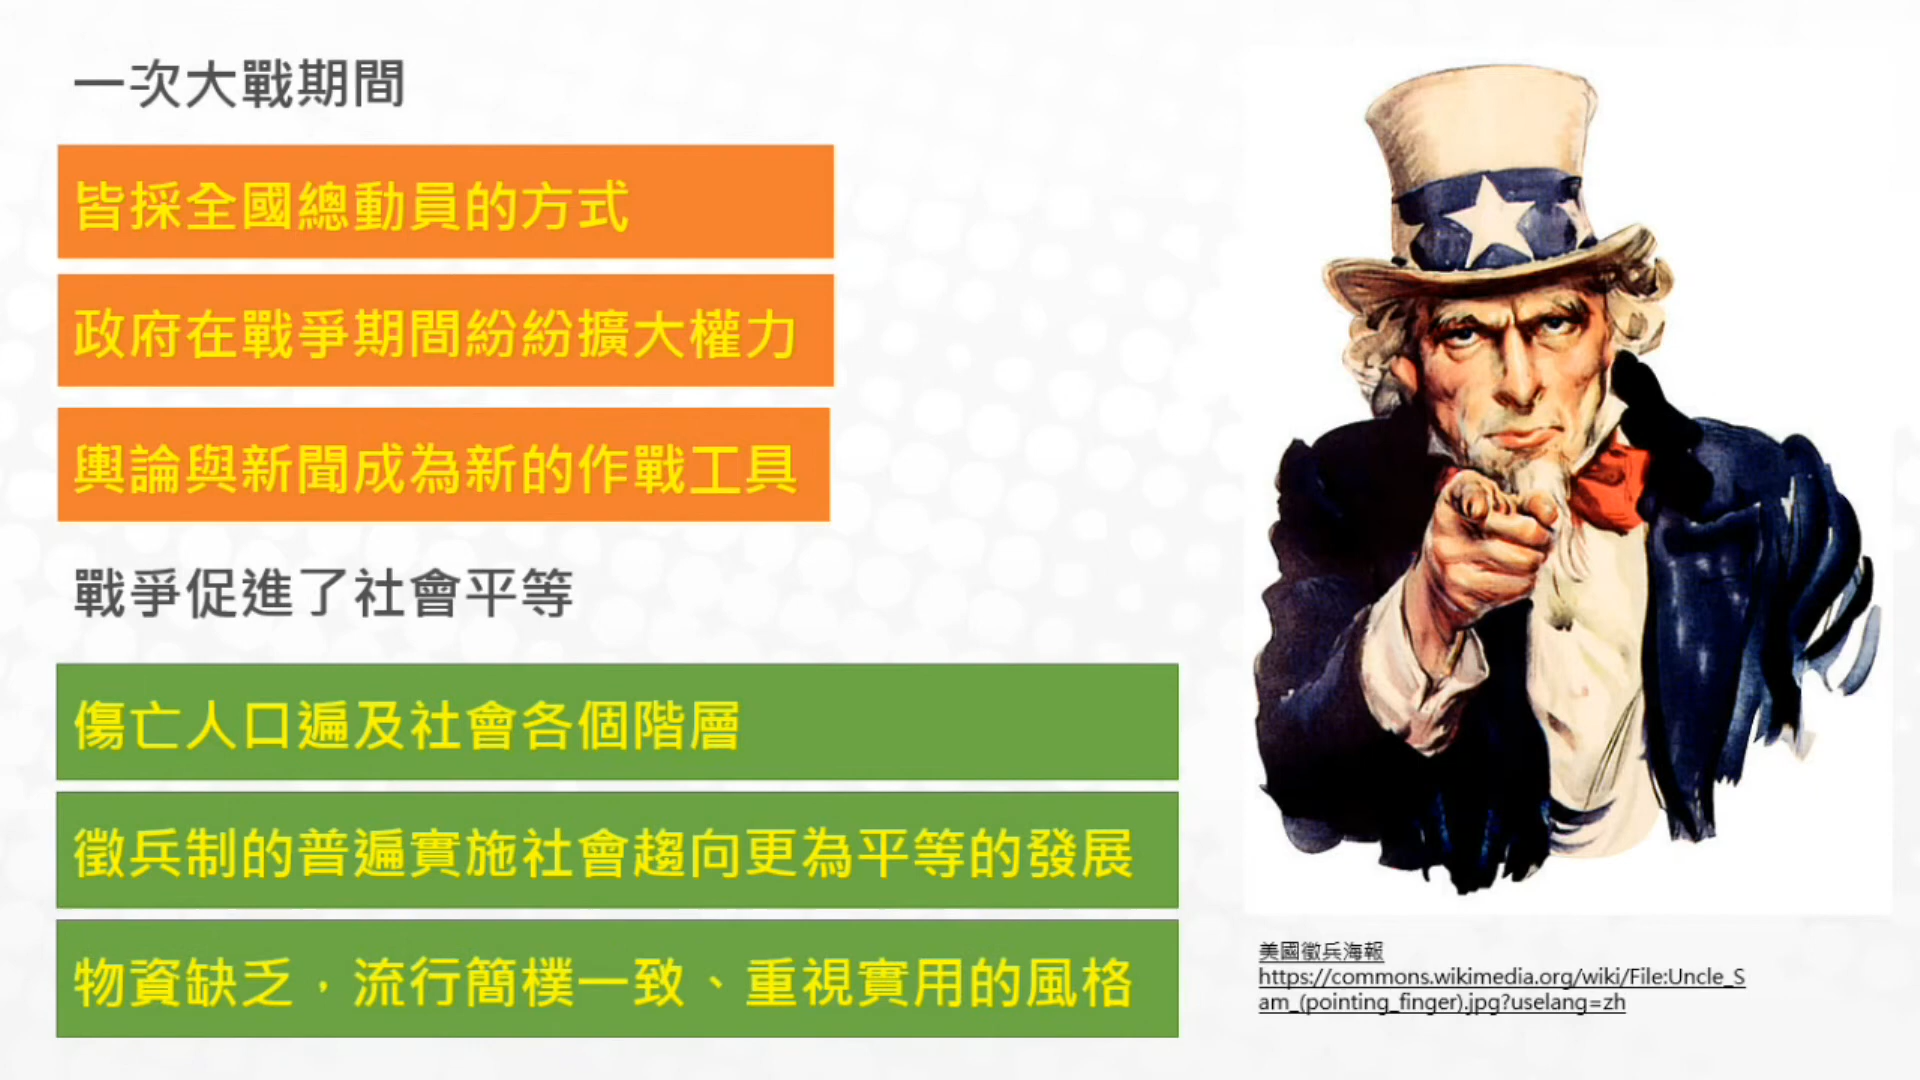 一次大戰期間
皆採全國總動員的方式
政府在戰爭期間紛紛擴大權力
輿論與新聞成為新的作戰工具
戰爭促進了社會平等
傷亡人口遍及社會各個階層
徵兵制的普遍實施社會趨向更為平等的發展
物資缺乏，流行簡樸一致、重視實用的風格
美國徵兵海報
https://commons.wikimedia.org/wiki/File:Uncle_S
am_(pointing_finger).jpg?uselang=zh